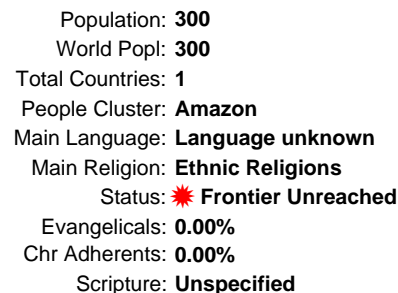 Population: 300
World Popl: 300
Total Countries: 1
People Cluster: Amazon
Main Language: Language unknown
Main Religion: Ethnic Religions
Status: Frontier Unreached
Evangelicals: 0.00%
Chr Adherents: 0.00%
Scripture: Unspecified